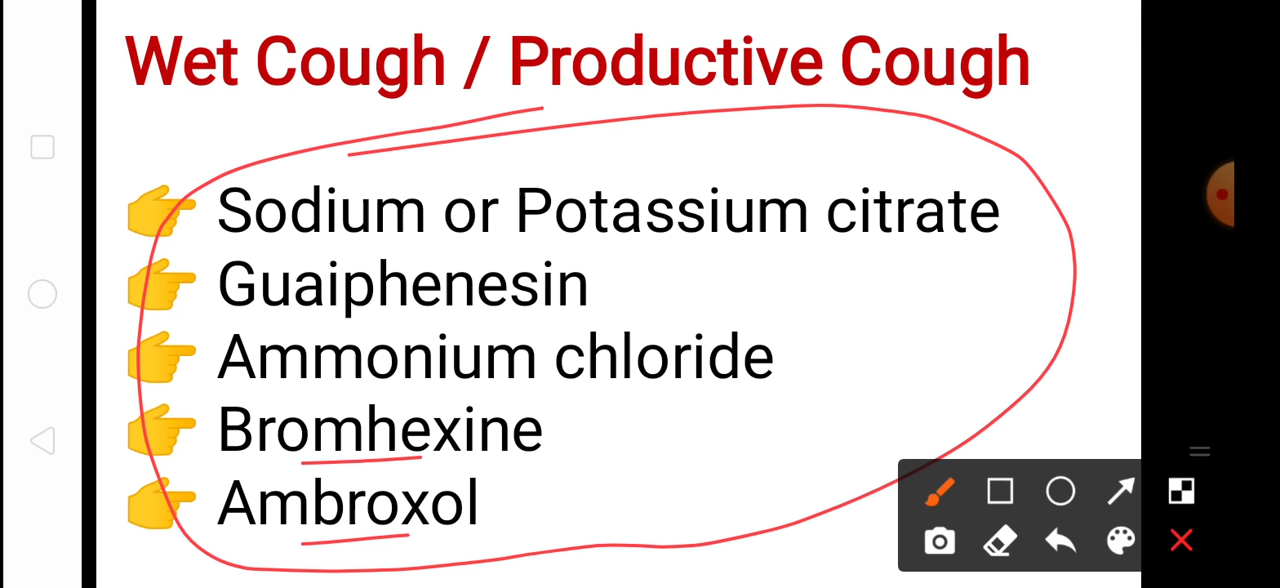 Wet Cough / Productive Cough
👉 Sodium or Potassium citrate
👉 Guaiphenesin
👉 Ammonium chloride
👉 Bromhexine
👉 Ambroxol